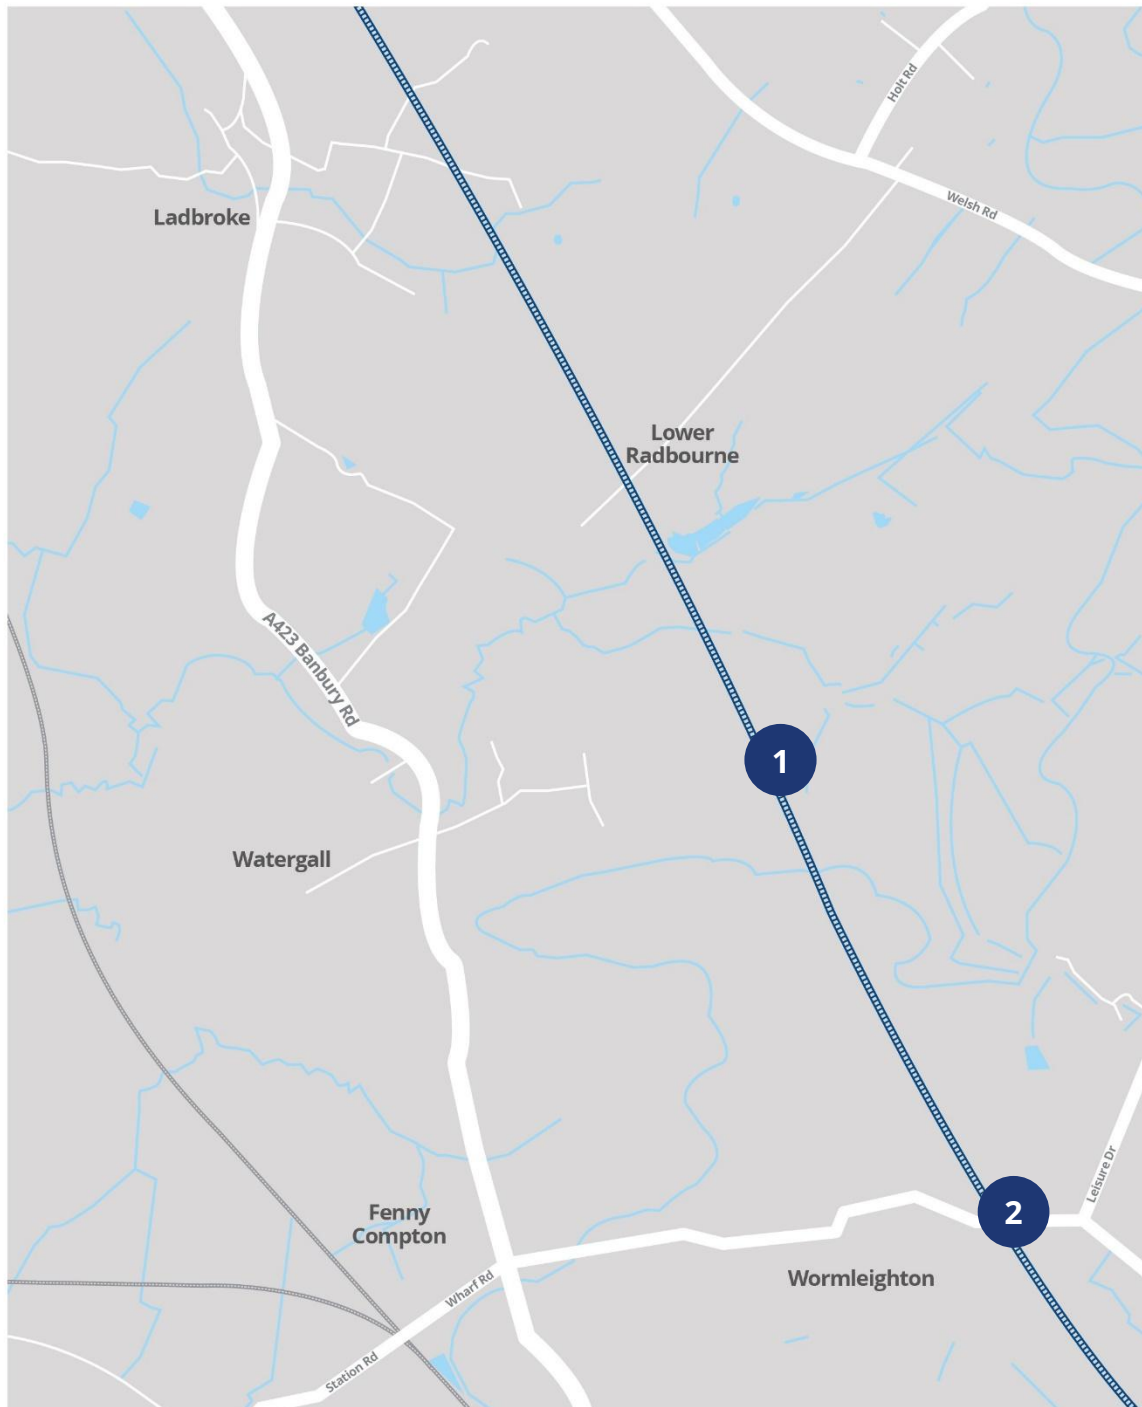 Holt Rd
Welsh Rd
Ladbroke
Lower
Radbourne
A423 Banbury Rd
1
Watergall
Leisure Dr
2
Fenny
Compton
Wormleighton
Wharf Rd
Station Rd